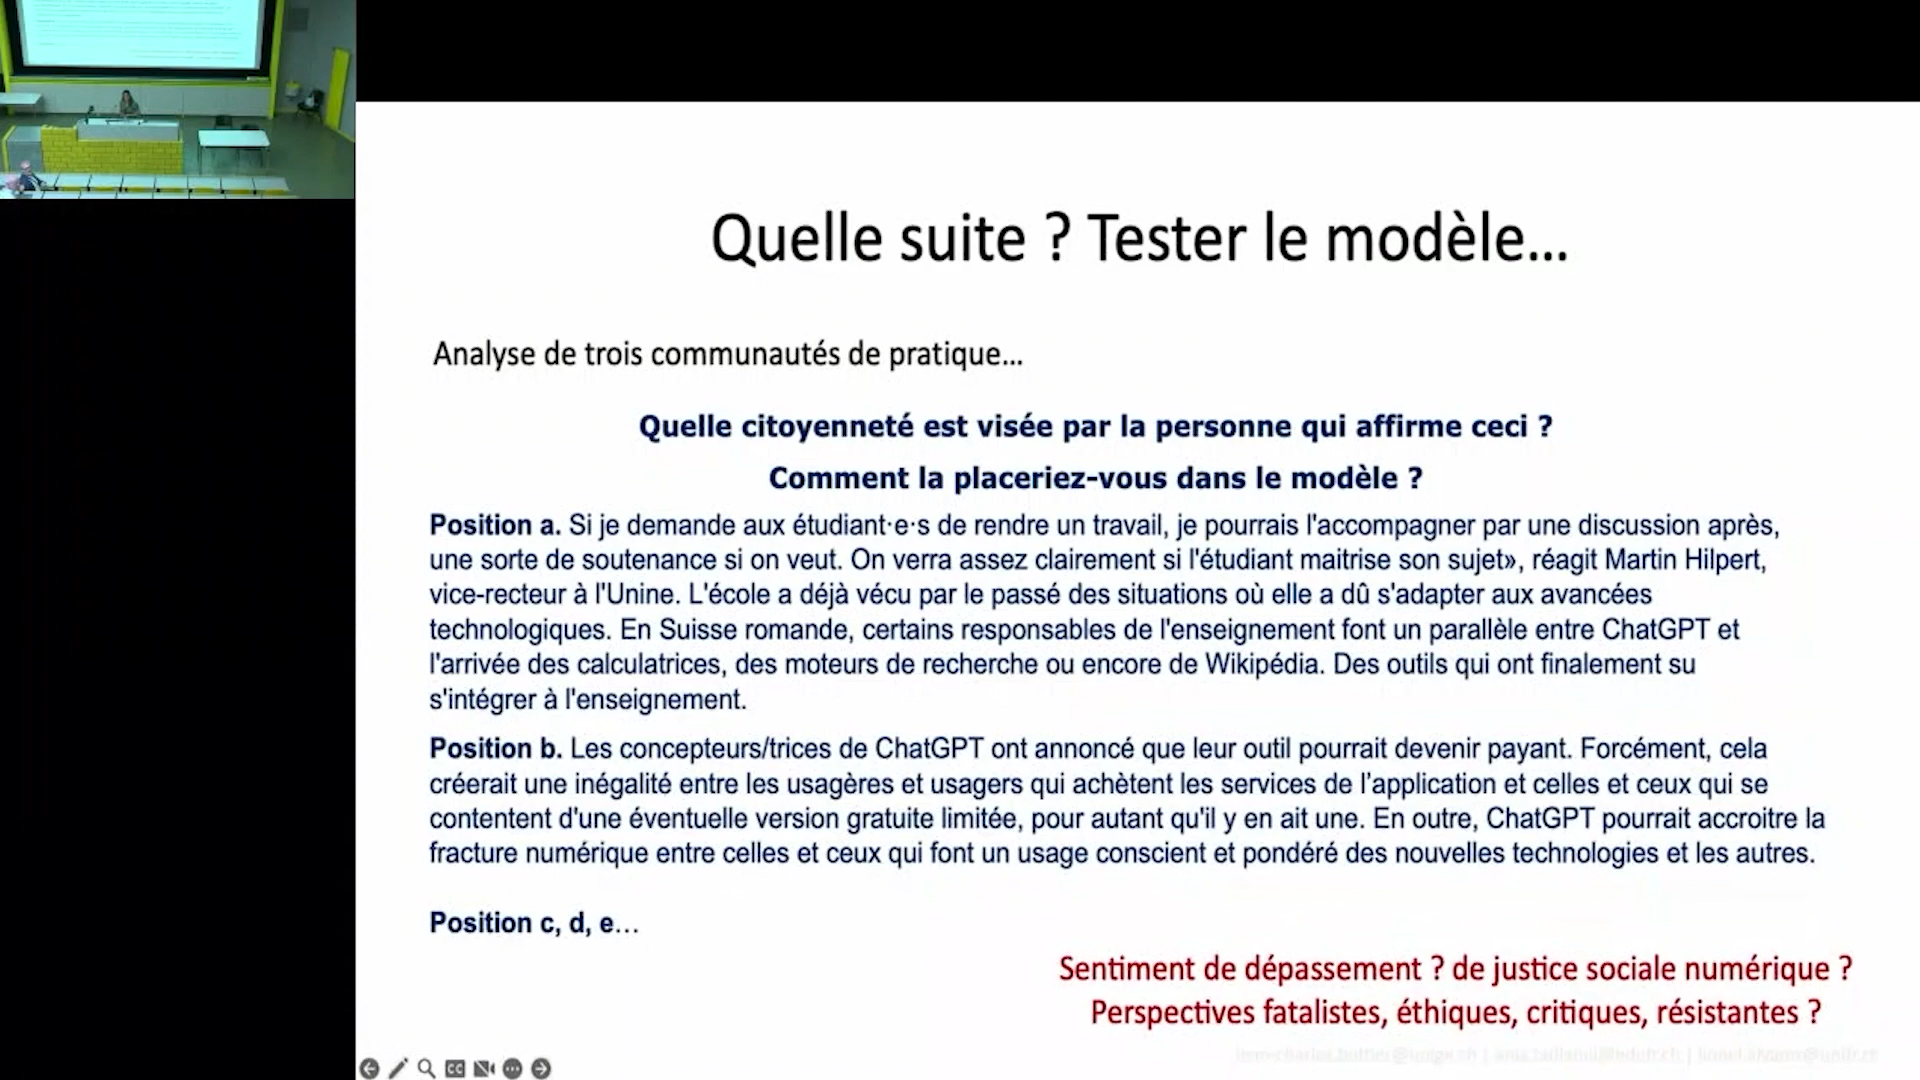 Quelle suite ? Tester le modèle...
Analyse de trois communautés de pratique...
Quelle citoyenneté est visée par la personne qui affirme ceci ?
Comment la placeriez-vous dans le modèle ?
Position a. Si je demande aux étudiant·e·s de rendre un travail, je pourrais l'accompagner par une discussion après,
une sorte de soutenance si on veut. On verra assez clairement si l'étudiant maitrise son sujet», réagit Martin Hilpert,
vice-recteur à l'Unine. L'école a déjà vécu par le passé des situations où elle a dû s'adapter aux avancées
technologiques. En Suisse romande, certains responsables de l'enseignement font un parallèle entre ChatGPT et
l'arrivée des calculatrices, des moteurs de recherche ou encore de Wikipédia. Des outils qui ont finalement su
s'intégrer à l'enseignement.
Position b. Les concepteurs/trices de ChatGPT ont annoncé que leur outil pourrait devenir payant. Forcément, cela
créerait une inégalité entre les usagères et usagers qui achètent les services de l’application et celles et ceux qui se
contentent d'une éventuelle version gratuite limitée, pour autant qu'il y en ait une. En outre, ChatGPT pourrait accroitre la
fracture numérique entre celles et ceux qui font un usage conscient et pondéré des nouvelles technologies et les autres.
Position c, d, e…
Sentiment de dépassement ? de justice sociale numérique ?
Perspectives fatalistes, éthiques, critiques, résistantes ?
CC